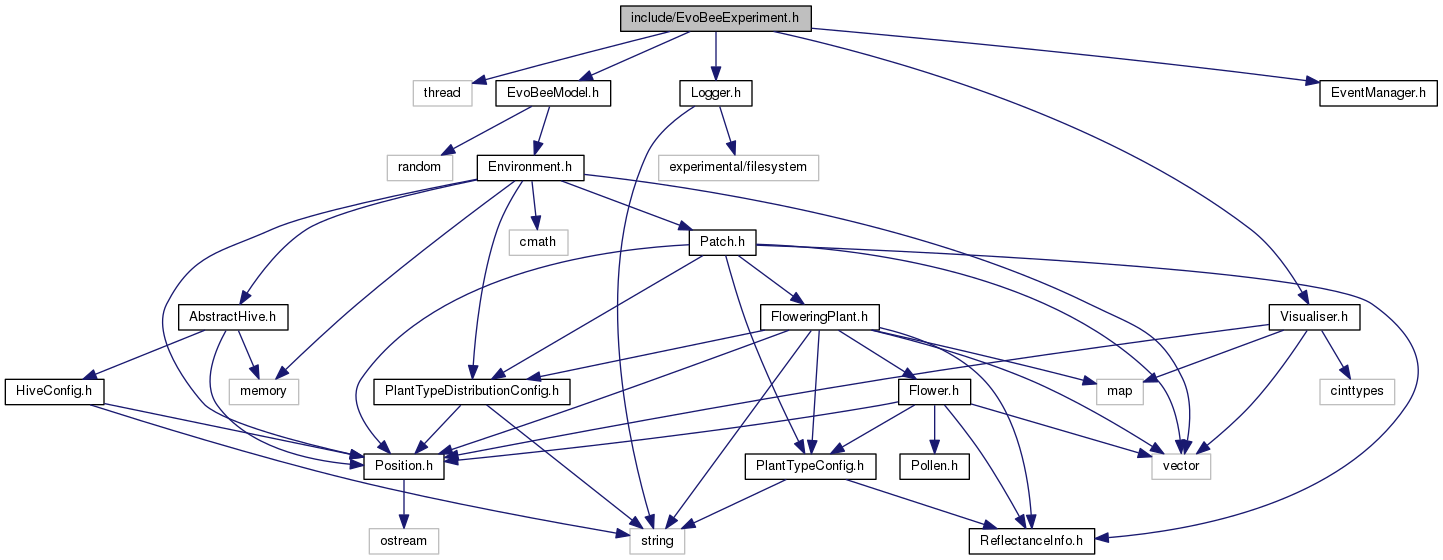 include/EvoBeeExperiment.h
thread
EvoBeeModel.h
Logger.h
EventManager.h
random
Environment.h
experimental/filesystem
cmath
Patch.h
AbstractHive.h
FloweringPlant.h
Visualiser.h
HiveConfig.h
memory
PlantTypeDistributionConfig.h
Flower.h
map
cinttypes
Position.h
PlantTypeConfig.h
Pollen.h
vector
ostream
string
ReflectanceInfo.h